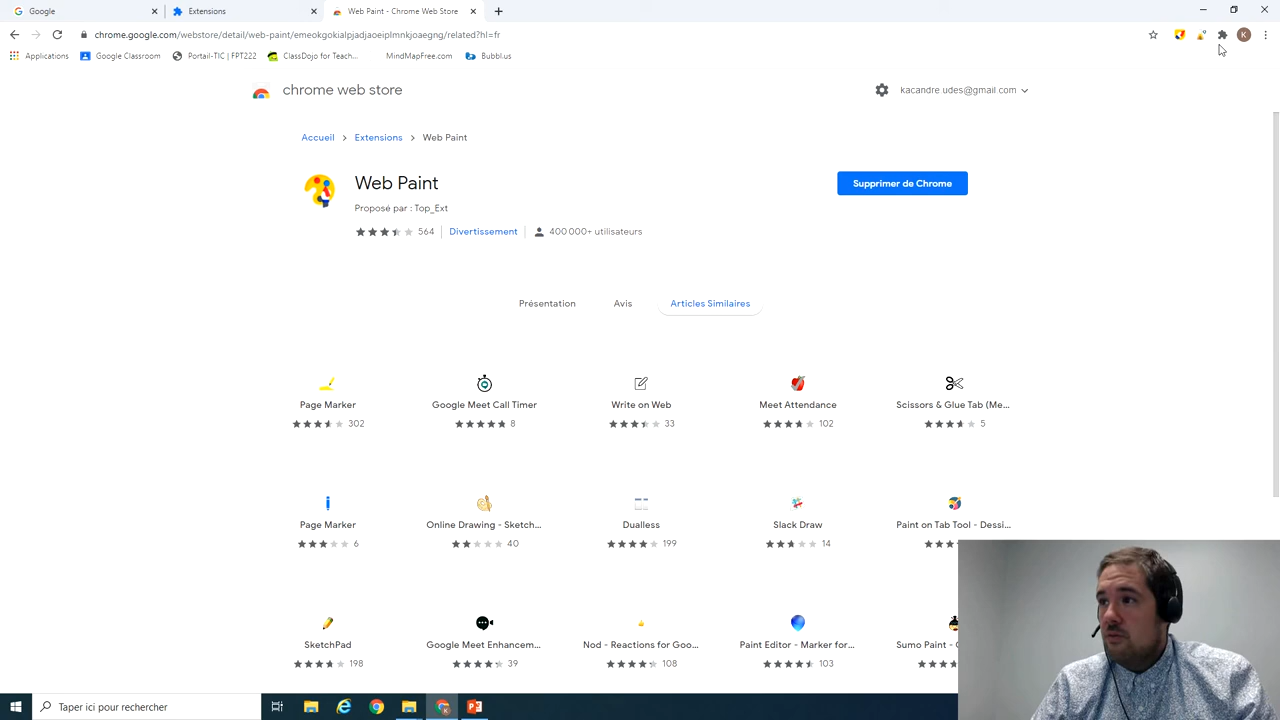 Google
Extensions
Web Paint - Chrome Web Store
chrome.google.com/webstore/detail/web-paint/emeokgokialpjadjaoeiplmnkjoaegng/related?hl=fr
K
Applications
Google Classroom
Portail-TIC | FPT222
ClassDojo for Teach...
MindMapFree.com
Bubbl.us
chrome web store
kacandre.udes@gmail.com
Accueil > Extensions > Web Paint
Web Paint
Supprimer de Chrome
Proposé par : Top_Ext
564
Divertissement
400 000+ utilisateurs
Présentation
Avis
Articles Similaires
Page Marker
Google Meet Call Timer
Write on Web
Meet Attendance
Scissors & Glue Tab (Me...
302
8
33
102
5
Page Marker
Online Drawing - Sketch...
Dualless
Slack Draw
Paint on Tab Tool - Dessi...
6
40
199
14
SketchPad
Google Meet Enhancem...
Nod - Reactions for Goo...
Paint Editor - Marker for...
Sumo Paint -
198
39
108
103
Taper ici pour rechercher